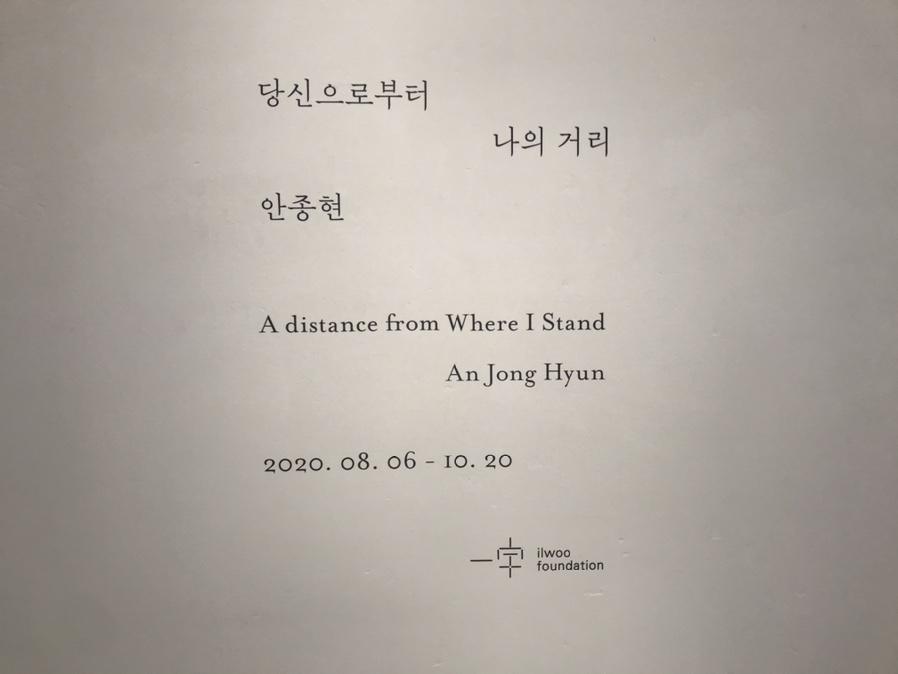 당신으로부터
나의 거리
안종현
A distance from Where I Stand
An Jong Hyun
2020. 08. 06 - 10. 20
一宇 ilwoo
foundation